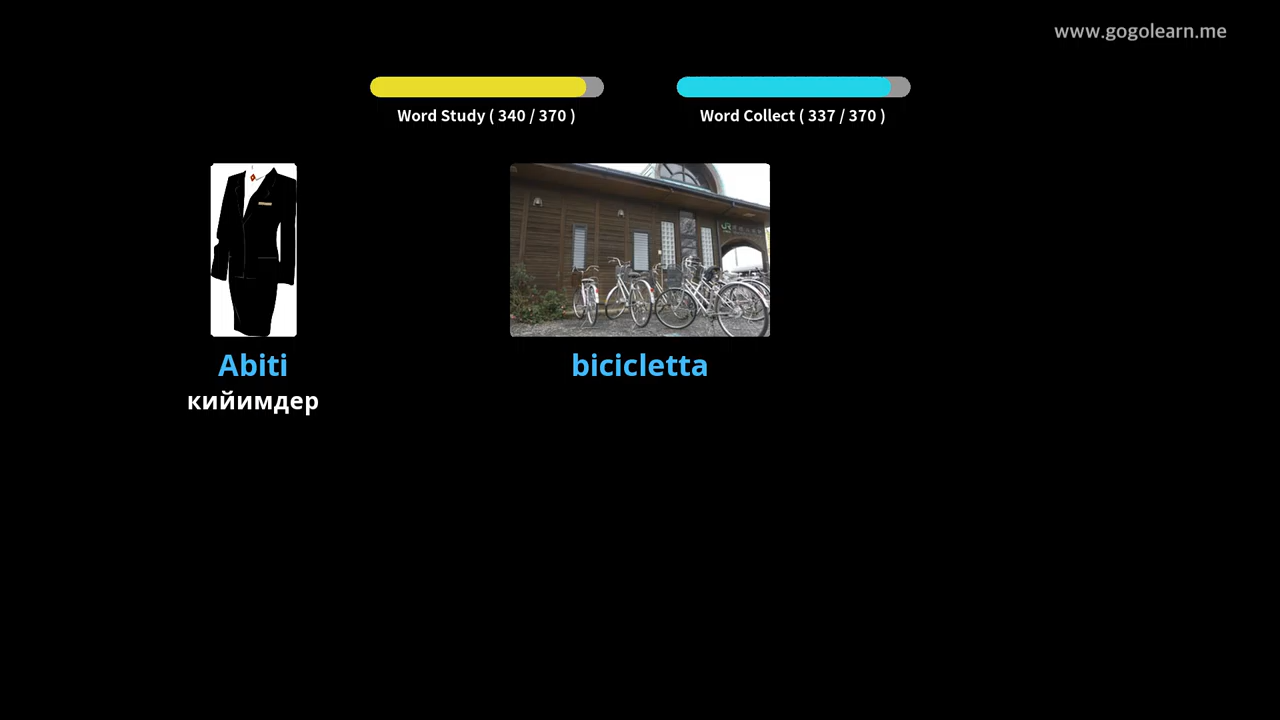 www.gogolearn.me
Word Study ( 340 / 370 )
Word Collect ( 337 / 370 )
Abiti
bicicletta
кийимдер